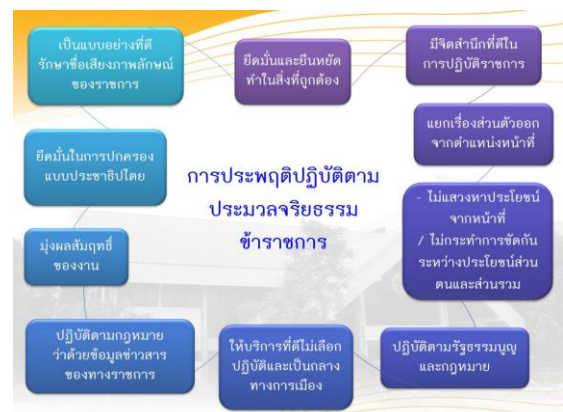 เป็นแบบอย่างที่ดี
รักษาชื่อเสียงภาพลักษณ์
ของราชการ
ยึดมั่นและยืนหยัด
ทำในสิ่งที่ถูกต้อง
มีจิตสำนึกที่ดีใน
การปฏิบัติราชการ
แยกเรื่องส่วนตัวออก
จากตำแหน่งหน้าที่
ยึดมั่นในการปกครอง
แบบประชาธิปไตย
การประพฤติปฏิบัติตาม
ประมวลจริยธรรม
ข้าราชการ
- ไม่แสวงหาประโยชน์
จากหน้าที่
/ ไม่กระทำการขัดกัน
ระหว่างประโยชน์ส่วน
ตนและส่วนรวม
มุ่งผลสัมฤทธิ์
ของงาน
ปฏิบัติตามกฎหมาย
ว่าด้วยข้อมูลข่าวสาร
ของทางราชการ
ให้บริการที่ดีไม่เลือก
ปฏิบัติและเป็นกลาง
ทางการเมือง
ปฏิบัติตามรัฐธรรมนูญ
และกฎหมาย